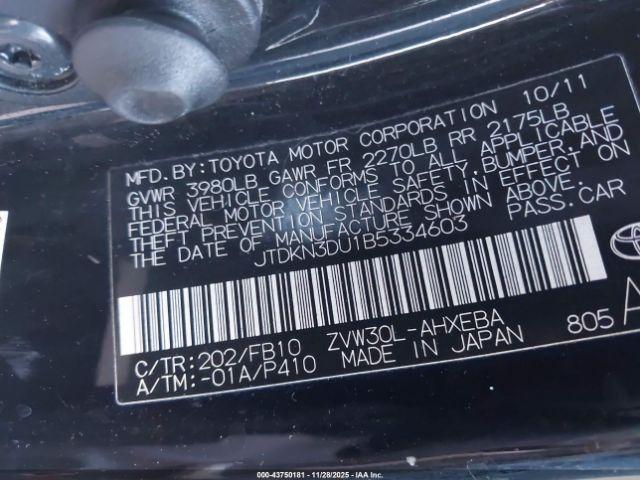 MFD. BY: TOYOTA MOTOR CORPORATION 10/11
GVWR 3980LB GAWR FR 2270LB RR 2175LB
THIS VEHICLE CONFORMS TO ALL APPLICABLE
FEDERAL MOTOR VEHICLE SAFETY, BUMPER, AND
THEFT PREVENTION STANDARDS IN EFFECT ON
THE DATE OF MANUFACTURE SHOWN ABOVE.
JTDKN3DU1B5334603 PASS. CAR
C/TR: 202/FB10 ZVW30L-AHXEBA
A/TM: -01A/P410 MADE IN JAPAN 805 A
000-43750181 - 11/28/2025 - IAA Inc.